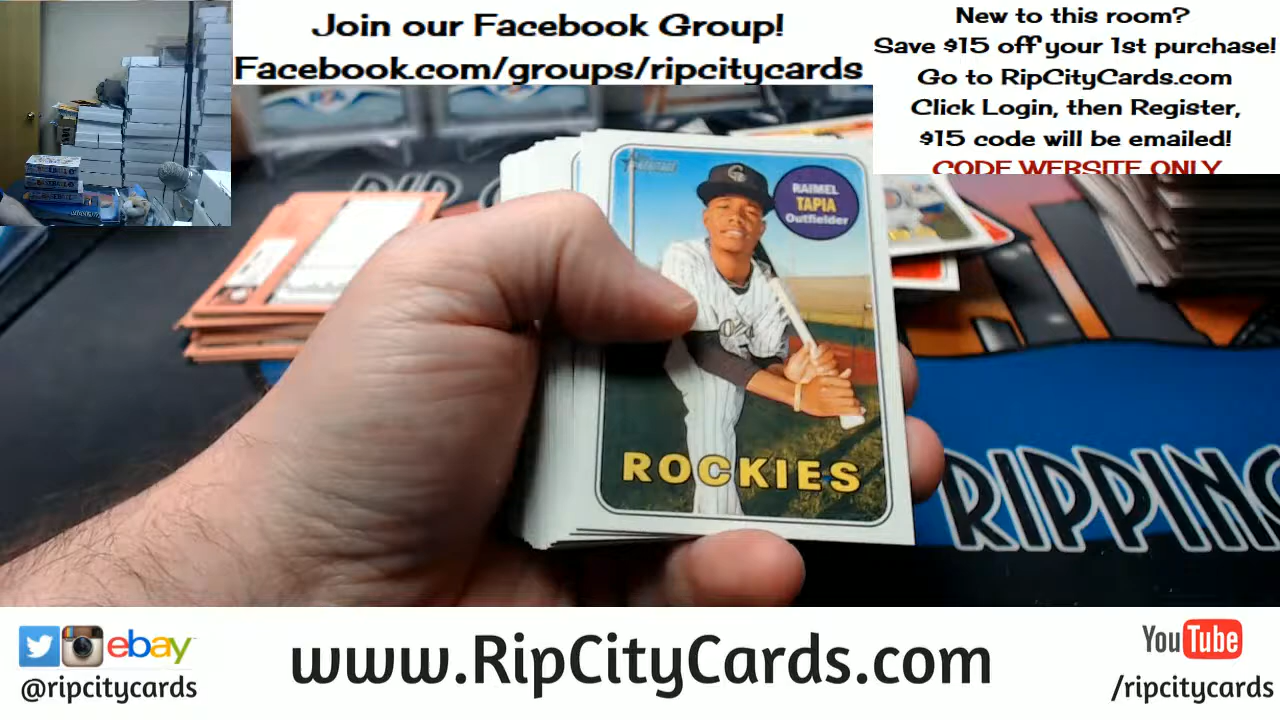 Join our Facebook Group!
Facebook.com/groups/ripcitycards
New to this room?
Save $15 off your 1st purchase!
Go to RipCityCards.com
Click Login, then Register,
$15 code will be emailed!
CODE WEBSITE ONLY
Heritage
RAIMEL
TAPIA
Outfielder
ROCKIES
RIP
RIPPING
ebay
@ripcitycards
www.RipCityCards.com
YouTube
/ripcitycards